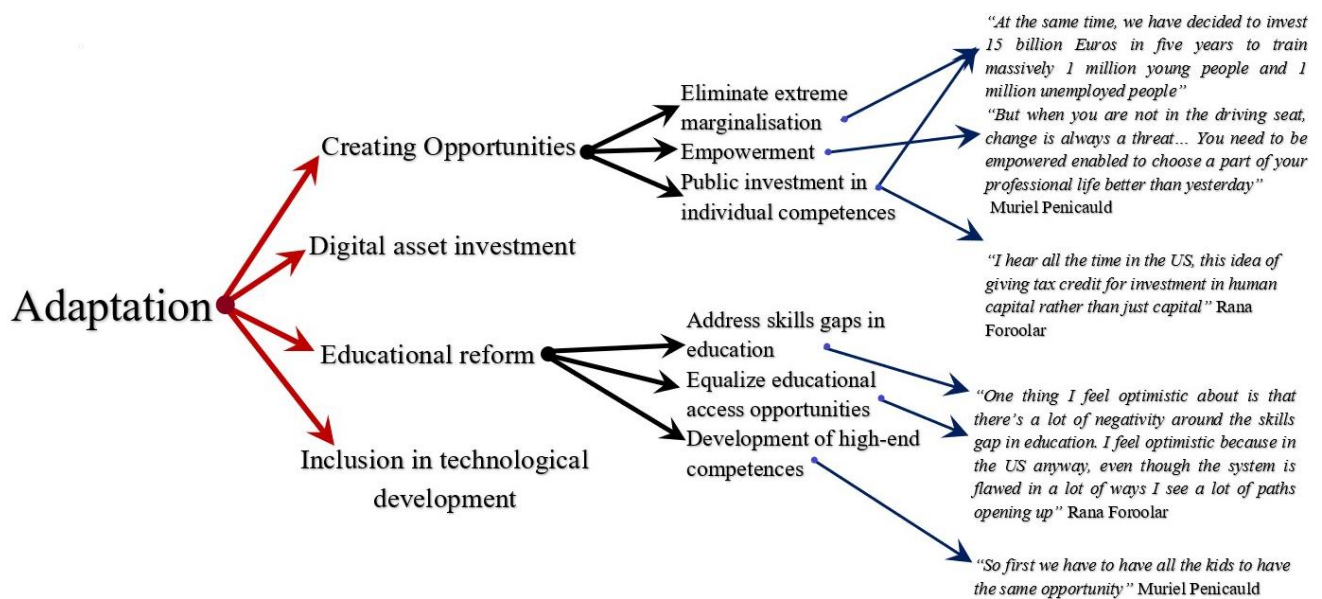 Adaptation
Creating Opportunities
Digital asset investment
Educational reform
Inclusion in technological
development
Eliminate extreme
marginalisation
Empowerment
Public investment in
individual competences
Address skills gaps in
education
Equalize educational
access opportunities
Development of high-end
competences
“At the same time, we have decided to invest
15 billion Euros in five years to train
massively 1 million young people and 1
million unemployed people”
“But when you are not in the driving seat,
change is always a threat… You need to be
empowered enabled to choose a part of your
professional life better than yesterday”
Muriel Penicauld
“I hear all the time in the US, this idea of
giving tax credit for investment in human
capital rather than just capital” Rana
Foroolar
“One thing I feel optimistic about is that
there’s a lot of negativity around the skills
gap in education. I feel optimistic because in
the US anyway, even though the system is
flawed in a lot of ways I see a lot of paths
opening up” Rana Foroolar
“So first we have to have all the kids to have
the same opportunity” Muriel Penicauld